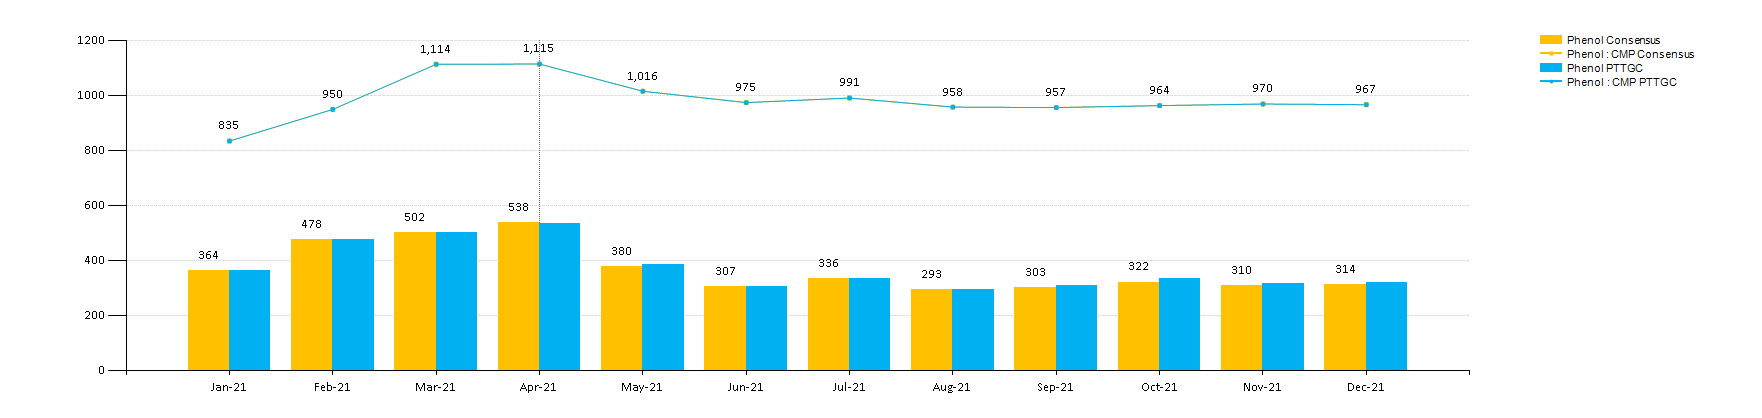 1200
1000
800
600
400
200
0
835
950
1,114
1,115
1,016
975
991
958
957
964
970
967
364
478
502
538
380
307
336
293
303
322
310
314
Jan-21
Feb-21
Mar-21
Apr-21
May-21
Jun-21
Jul-21
Aug-21
Sep-21
Oct-21
Nov-21
Dec-21
Phenol Consensus
Phenol : CMP Consensus
Phenol PTTGC
Phenol : CMP PTTGC